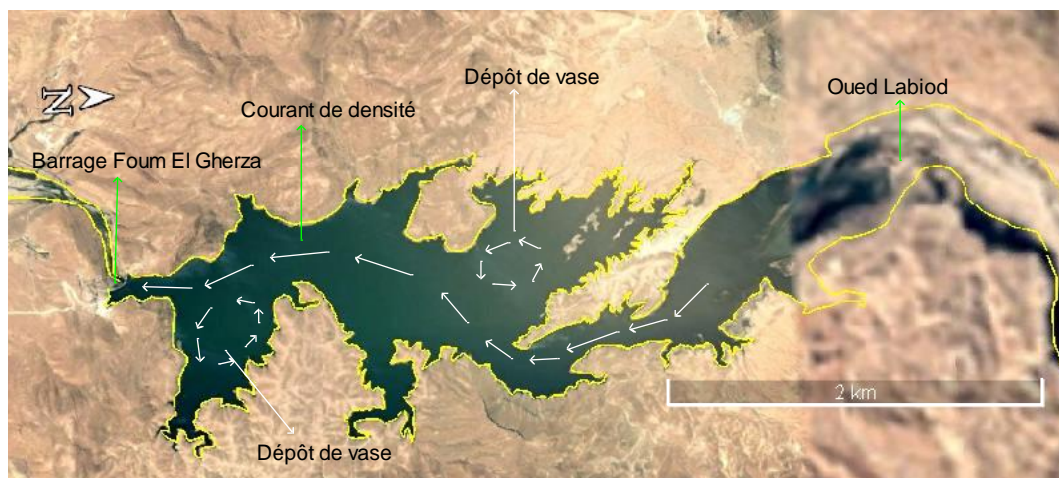 Dépôt de vase
Oued Labiod
Courant de densité
N
Barrage Foum El Gherza
2 km
Dépôt de vase